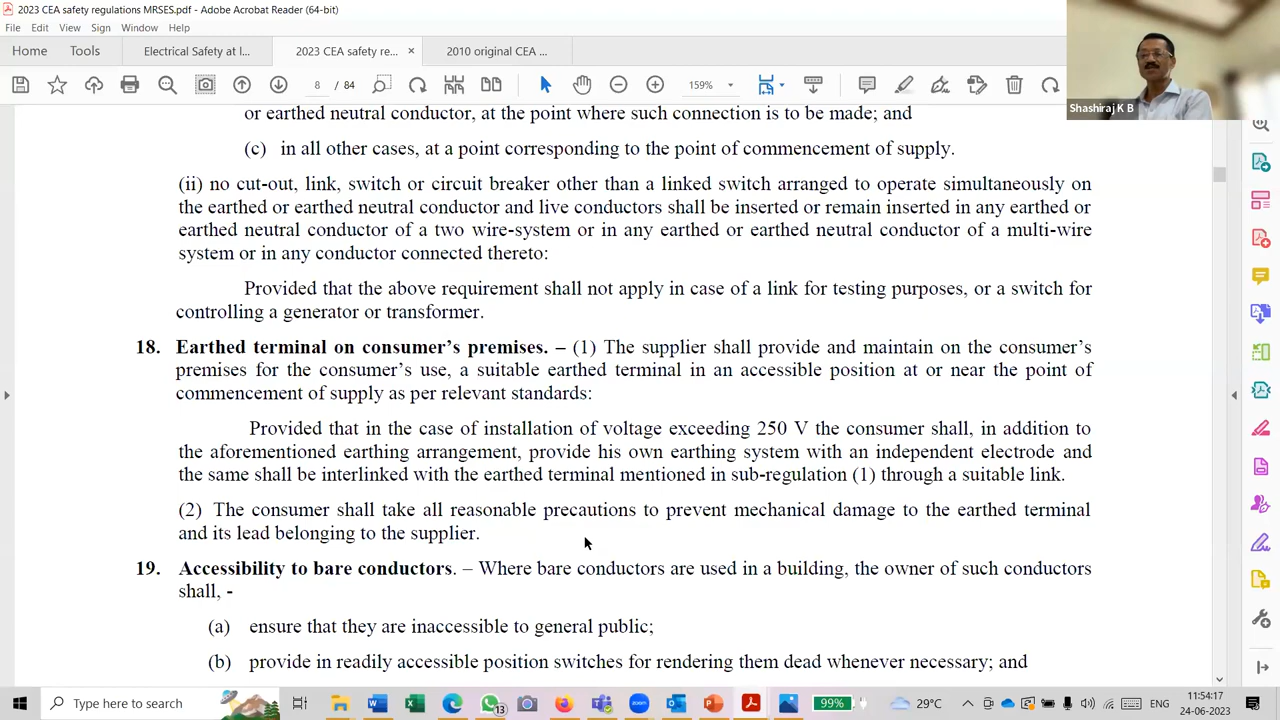 2023 CEA safety regulations MRSES.pdf - Adobe Acrobat Reader (64-bit)
File Edit View Sign Window Help
Home Tools Electrical Safety at I... 2023 CEA safety re... × 2010 original CEA ...
8 / 84 159%
Shashiraj K B
or earthed neutral conductor, at the point where such connection is to be made; and
(c) in all other cases, at a point corresponding to the point of commencement of supply.
(ii) no cut-out, link, switch or circuit breaker other than a linked switch arranged to operate simultaneously on
the earthed or earthed neutral conductor and live conductors shall be inserted or remain inserted in any earthed or
earthed neutral conductor of a two wire-system or in any earthed or earthed neutral conductor of a multi-wire
system or in any conductor connected thereto:
Provided that the above requirement shall not apply in case of a link for testing purposes, or a switch for
controlling a generator or transformer.
18. Earthed terminal on consumer's premises. – (1) The supplier shall provide and maintain on the consumer's
premises for the consumer's use, a suitable earthed terminal in an accessible position at or near the point of
commencement of supply as per relevant standards:
Provided that in the case of installation of voltage exceeding 250 V the consumer shall, in addition to
the aforementioned earthing arrangement, provide his own earthing system with an independent electrode and
the same shall be interlinked with the earthed terminal mentioned in sub-regulation (1) through a suitable link.
(2) The consumer shall take all reasonable precautions to prevent mechanical damage to the earthed terminal
and its lead belonging to the supplier.
19. Accessibility to bare conductors. – Where bare conductors are used in a building, the owner of such conductors
shall, -
(a) ensure that they are inaccessible to general public;
(b) provide in readily accessible position switches for rendering them dead whenever necessary; and
Type here to search 13 99% 29°C ENG 11:54:17
24-06-2023